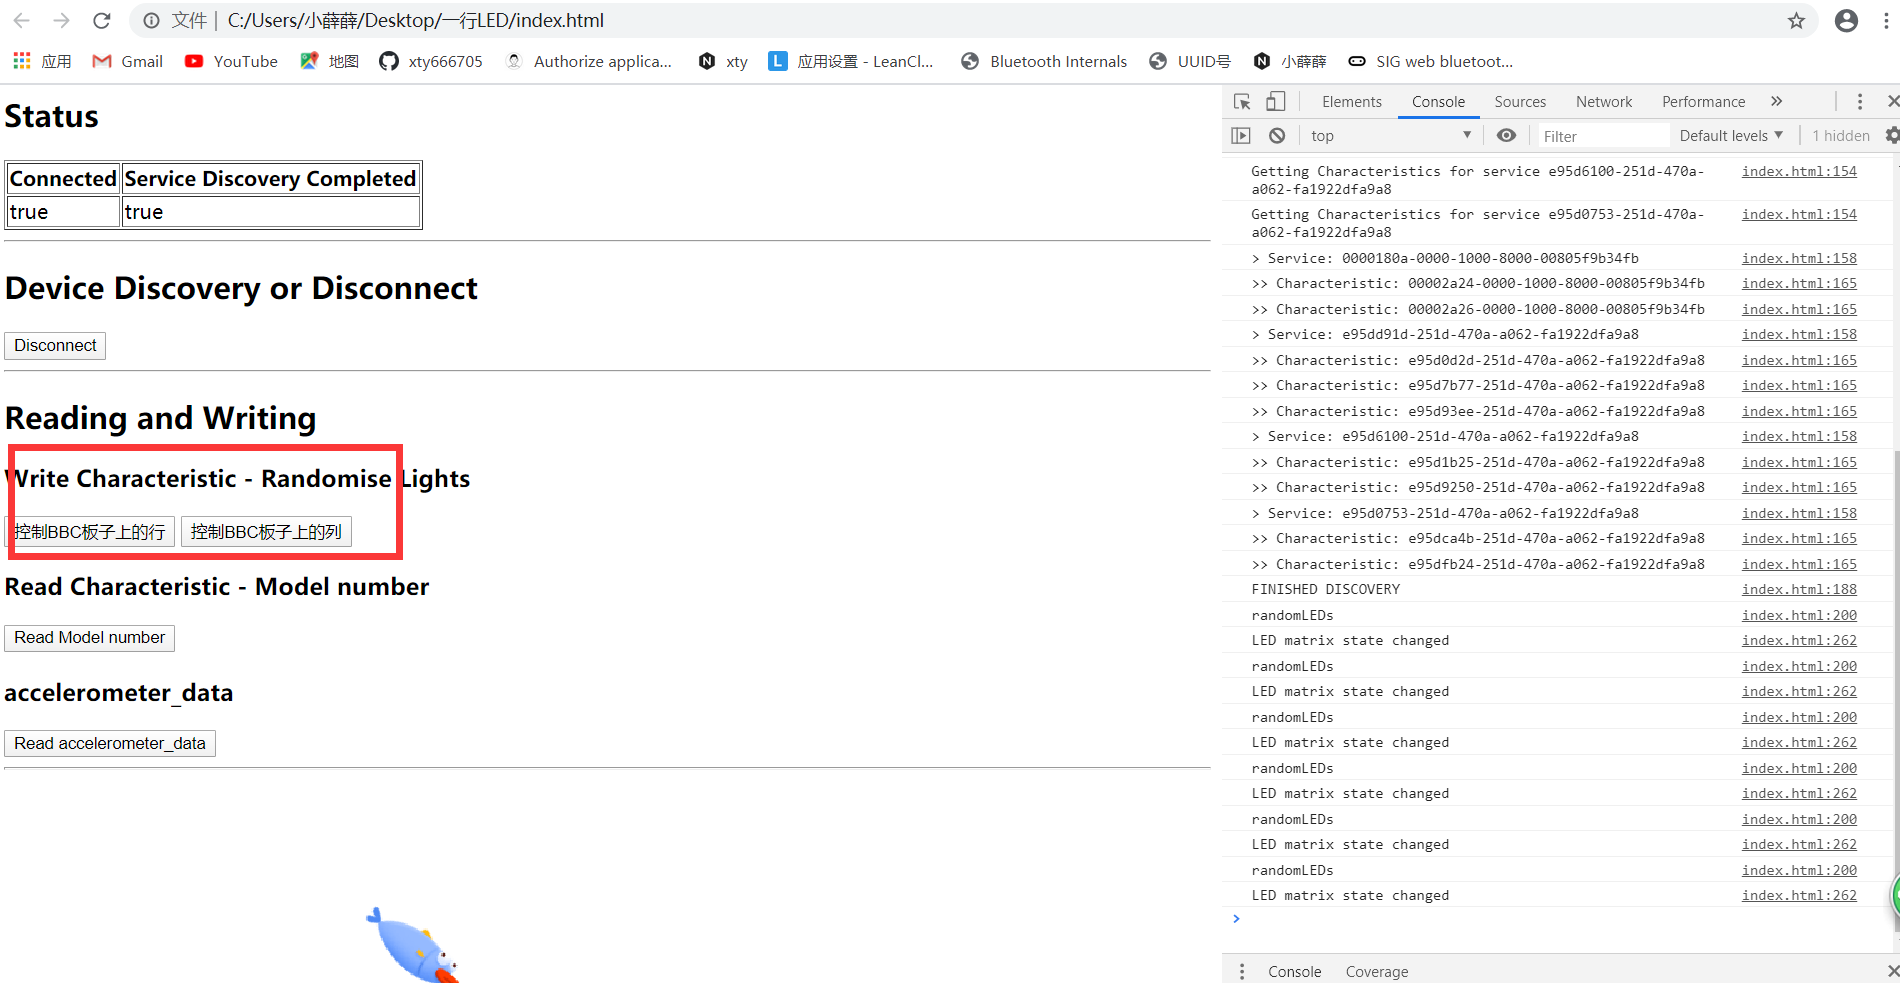 文件 | C:/Users/小薛薛/Desktop/一行LED/index.html
应用 Gmail YouTube 地图 xty666705 Authorize applica... xty L 应用设置 - LeanCl... Bluetooth Internals UUID号 小薛薛 SIG web bluetoot...
Status
Connected Service Discovery Completed
true true
Device Discovery or Disconnect
Disconnect
Reading and Writing
Write Characteristic - Randomise Lights
控制BBC板子上的行 控制BBC板子上的列
Read Characteristic - Model number
Read Model number
accelerometer_data
Read accelerometer_data
Elements Console Sources Network Performance »
top Filter Default levels 1 hidden
Getting Characteristics for service e95d6100-251d-470a- index.html:154
a062-fa1922dfa9a8
Getting Characteristics for service e95d0753-251d-470a- index.html:154
a062-fa1922dfa9a8
> Service: 0000180a-0000-1000-8000-00805f9b34fb index.html:158
>> Characteristic: 00002a24-0000-1000-8000-00805f9b34fb index.html:165
>> Characteristic: 00002a26-0000-1000-8000-00805f9b34fb index.html:165
> Service: e95dd91d-251d-470a-a062-fa1922dfa9a8 index.html:158
>> Characteristic: e95d0d2d-251d-470a-a062-fa1922dfa9a8 index.html:165
>> Characteristic: e95d7b77-251d-470a-a062-fa1922dfa9a8 index.html:165
>> Characteristic: e95d93ee-251d-470a-a062-fa1922dfa9a8 index.html:165
> Service: e95d6100-251d-470a-a062-fa1922dfa9a8 index.html:158
>> Characteristic: e95d1b25-251d-470a-a062-fa1922dfa9a8 index.html:165
>> Characteristic: e95d9250-251d-470a-a062-fa1922dfa9a8 index.html:165
> Service: e95d0753-251d-470a-a062-fa1922dfa9a8 index.html:158
>> Characteristic: e95dca4b-251d-470a-a062-fa1922dfa9a8 index.html:165
>> Characteristic: e95dfb24-251d-470a-a062-fa1922dfa9a8 index.html:165
FINISHED DISCOVERY index.html:188
randomLEDs index.html:200
LED matrix state changed index.html:262
randomLEDs index.html:200
LED matrix state changed index.html:262
randomLEDs index.html:200
LED matrix state changed index.html:262
randomLEDs index.html:200
LED matrix state changed index.html:262
randomLEDs index.html:200
LED matrix state changed index.html:262
randomLEDs index.html:200
LED matrix state changed index.html:262
>
Console Coverage